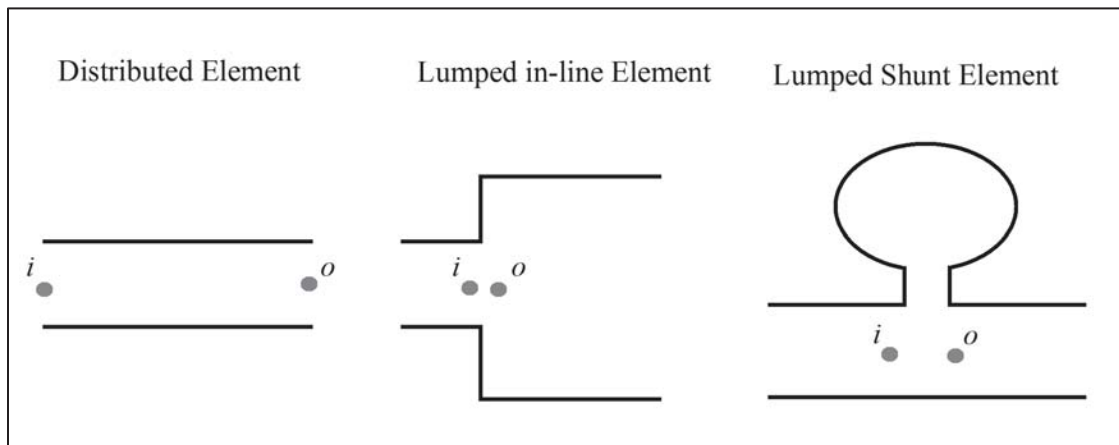 Distributed Element
Lumped in-line Element
Lumped Shunt Element
i
o
i
o
i
o